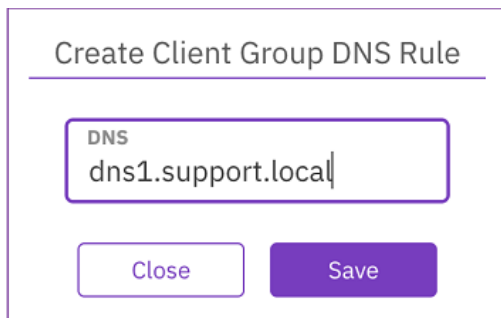 Create Client Group DNS Rule
DNS
dns1.support.local
Close
Save